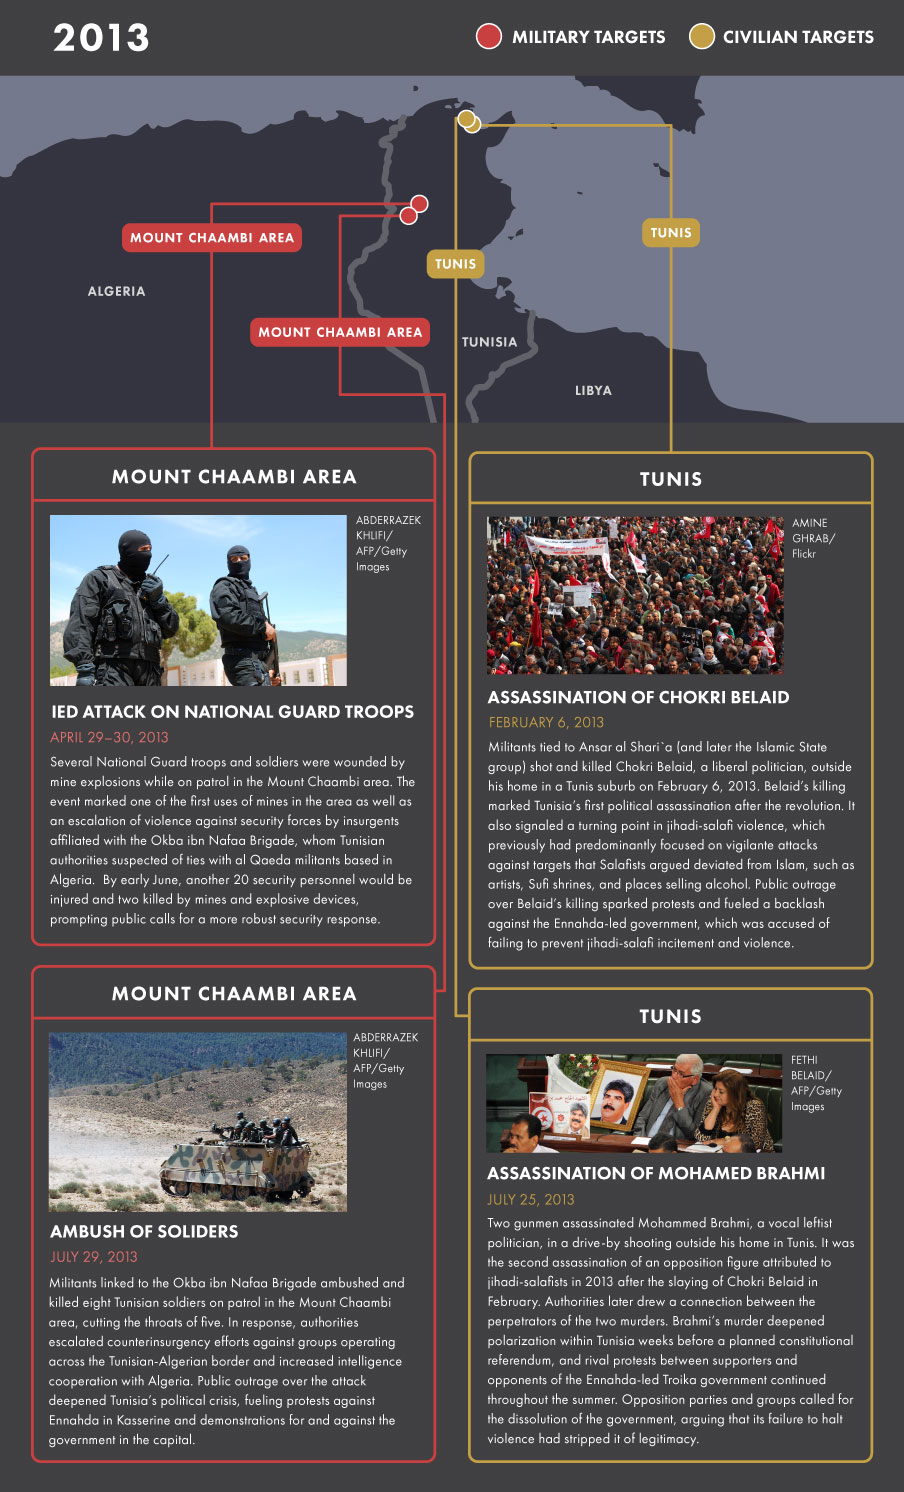 2013
MILITARY TARGETS
CIVILIAN TARGETS
MOUNT CHAAMBI AREA
TUNIS
TUNIS
ALGERIA
MOUNT CHAAMBI AREA
TUNISIA
LIBYA
MOUNT CHAAMBI AREA
ABDERRAZEK
KHLIFI/
AFP/Getty
Images
IED ATTACK ON NATIONAL GUARD TROOPS
APRIL 29–30, 2013
Several National Guard troops and soldiers were wounded by
mine explosions while on patrol in the Mount Chaambi area. The
event marked one of the first uses of mines in the area as well as
an escalation of violence against security forces by insurgents
affiliated with the Okba ibn Nafaa Brigade, whom Tunisian
authorities suspected of ties with al Qaeda militants based in
Algeria.  By early June, another 20 security personnel would be
injured and two killed by mines and explosive devices,
prompting public calls for a more robust security response.
TUNIS
AMINE
GHRAB/
Flickr
ASSASSINATION OF CHOKRI BELAID
FEBRUARY 6, 2013
Militants tied to Ansar al Shari`a (and later the Islamic State
group) shot and killed Chokri Belaid, a liberal politician, outside
his home in a Tunis suburb on February 6, 2013. Belaid's killing
marked Tunisia's first political assassination after the revolution. It
also signaled a turning point in jihadi-salafi violence, which
previously had predominantly focused on vigilante attacks
against targets that Salafists argued deviated from Islam, such as
artists, Sufi shrines, and places selling alcohol. Public outrage
over Belaid's killing sparked protests and fueled a backlash
against the Ennahda-led government, which was accused of
failing to prevent jihadi-salafi incitement and violence.
MOUNT CHAAMBI AREA
ABDERRAZEK
KHLIFI/
AFP/Getty
Images
AMBUSH OF SOLIDERS
JULY 29, 2013
Militants linked to the Okba ibn Nafaa Brigade ambushed and
killed eight Tunisian soldiers on patrol in the Mount Chaambi
area, cutting the throats of five. In response, authorities
escalated counterinsurgency efforts against groups operating
across the Tunisian-Algerian border and increased intelligence
cooperation with Algeria. Public outrage over the attack
deepened Tunisia's political crisis, fueling protests against
Ennahda in Kasserine and demonstrations for and against the
government in the capital.
TUNIS
FETHI
BELAID/
AFP/Getty
Images
ASSASSINATION OF MOHAMED BRAHMI
JULY 25, 2013
Two gunmen assassinated Mohammed Brahmi, a vocal leftist
politician, in a drive-by shooting outside his home in Tunis. It was
the second assassination of an opposition figure attributed to
jihadi-salafists in 2013 after the slaying of Chokri Belaid in
February. Authorities later drew a connection between the
perpetrators of the two murders. Brahmi's murder deepened
polarization within Tunisia weeks before a planned constitutional
referendum, and rival protests between supporters and
opponents of the Ennahda-led Troika government continued
throughout the summer. Opposition parties and groups called for
the dissolution of the government, arguing that its failure to halt
violence had stripped it of legitimacy.